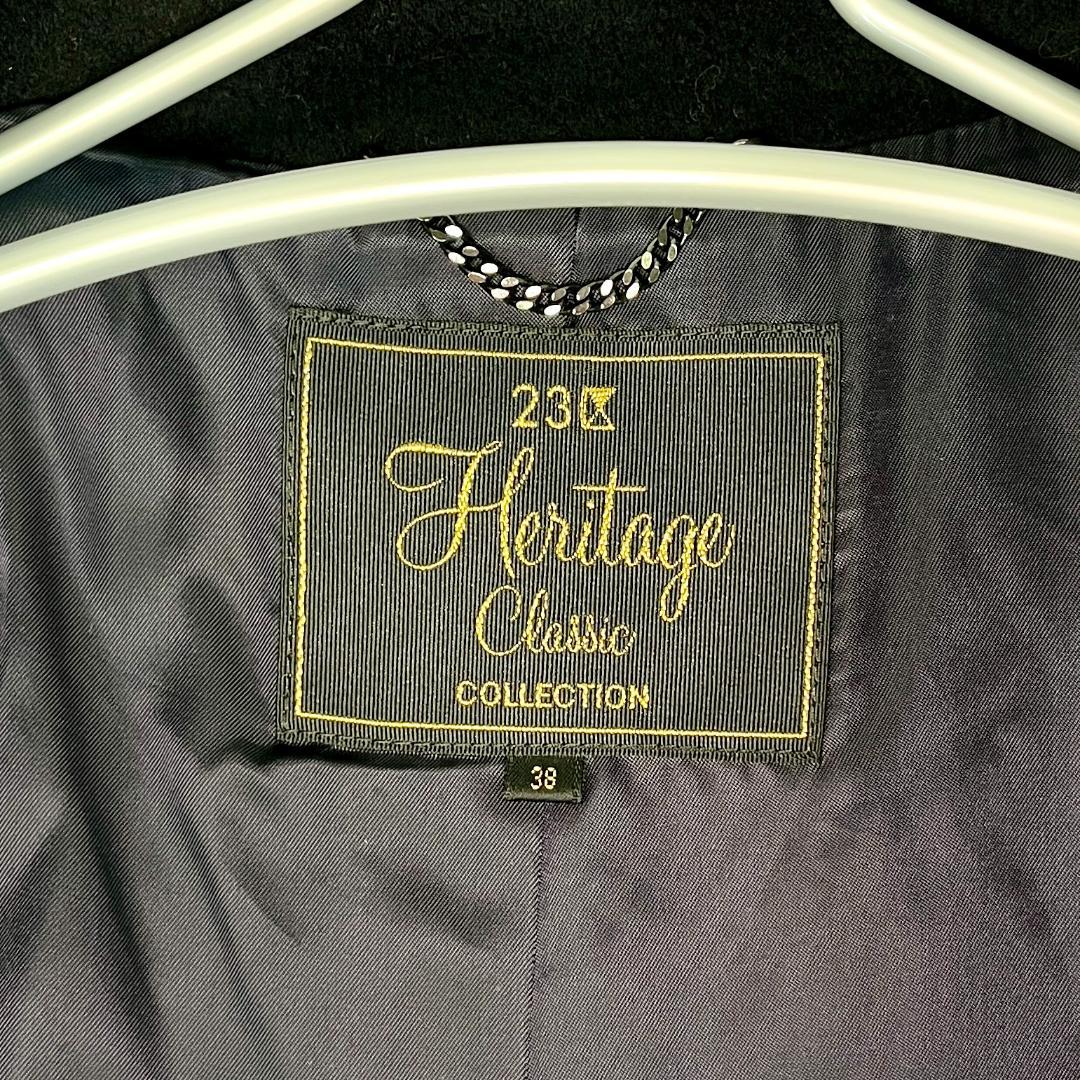 23区
Heritage
Classic
COLLECTION
38